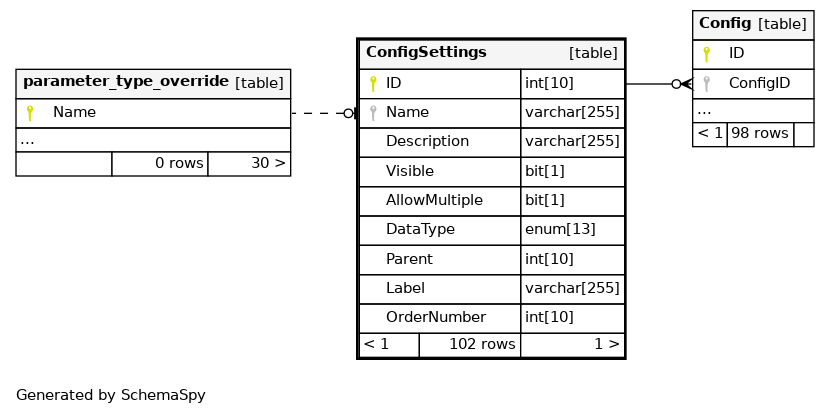 parameter_type_override [table]
Name
...
0 rows 30 >
ConfigSettings [table]
ID int[10]
Name varchar[255]
Description varchar[255]
Visible bit[1]
AllowMultiple bit[1]
DataType enum[13]
Parent int[10]
Label varchar[255]
OrderNumber int[10]
< 1 102 rows 1 >
Config [table]
ID
ConfigID
...
< 1 98 rows
Generated by SchemaSpy